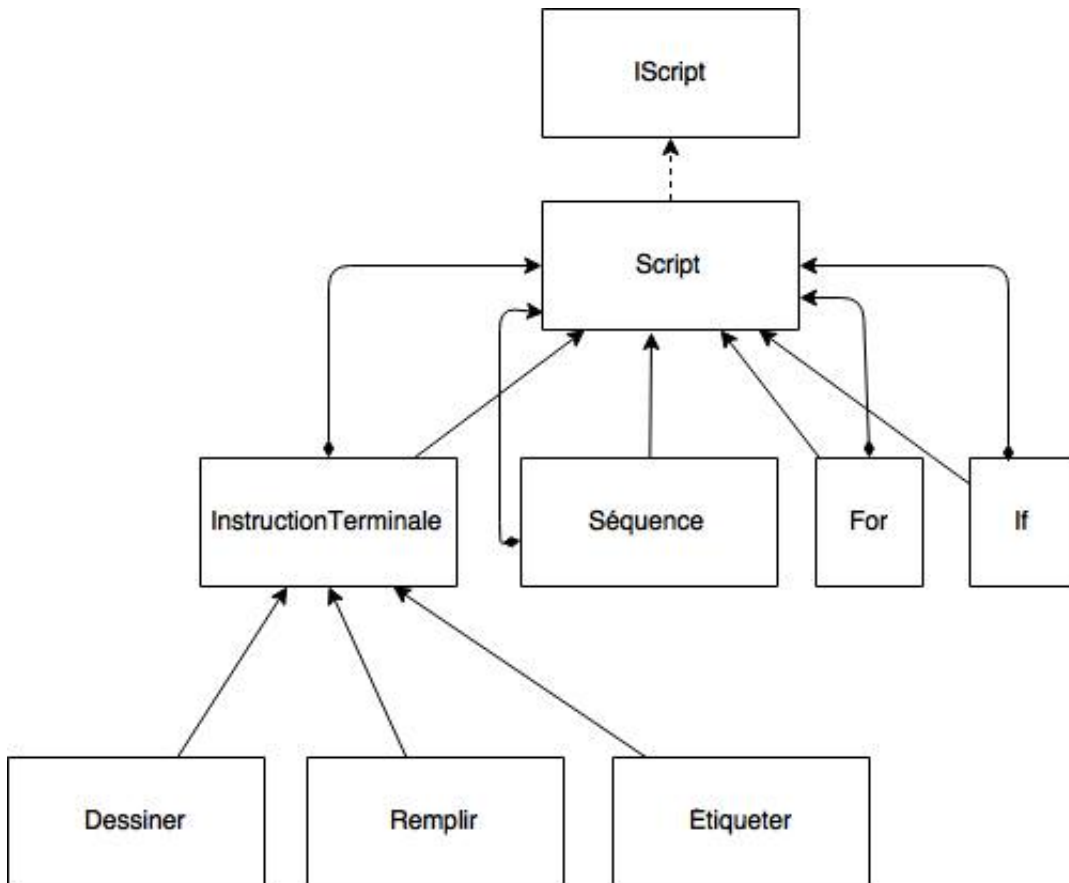 IScript
Script
InstructionTerminale
Séquence
For
If
Dessiner
Remplir
Etiqueter